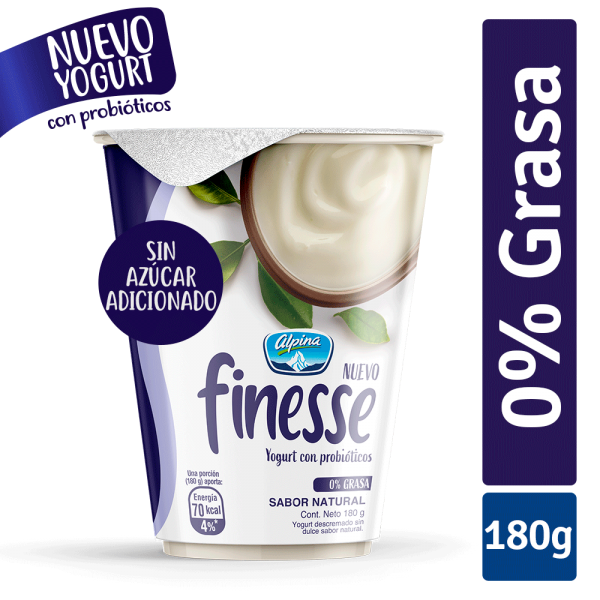 NUEVO
YOGURT
con probióticos
SIN
AZÚCAR
ADICIONADO
Alpina
NUEVO
finesse
Yogurt con probióticos
0% GRASA
SABOR NATURAL
Cont. Neto 180 g
Yogurt descremado sin
dulce sabor natural.
Una porción
(180 g) aporta:
Energía
70 kcal
4%*
0% Grasa
180g